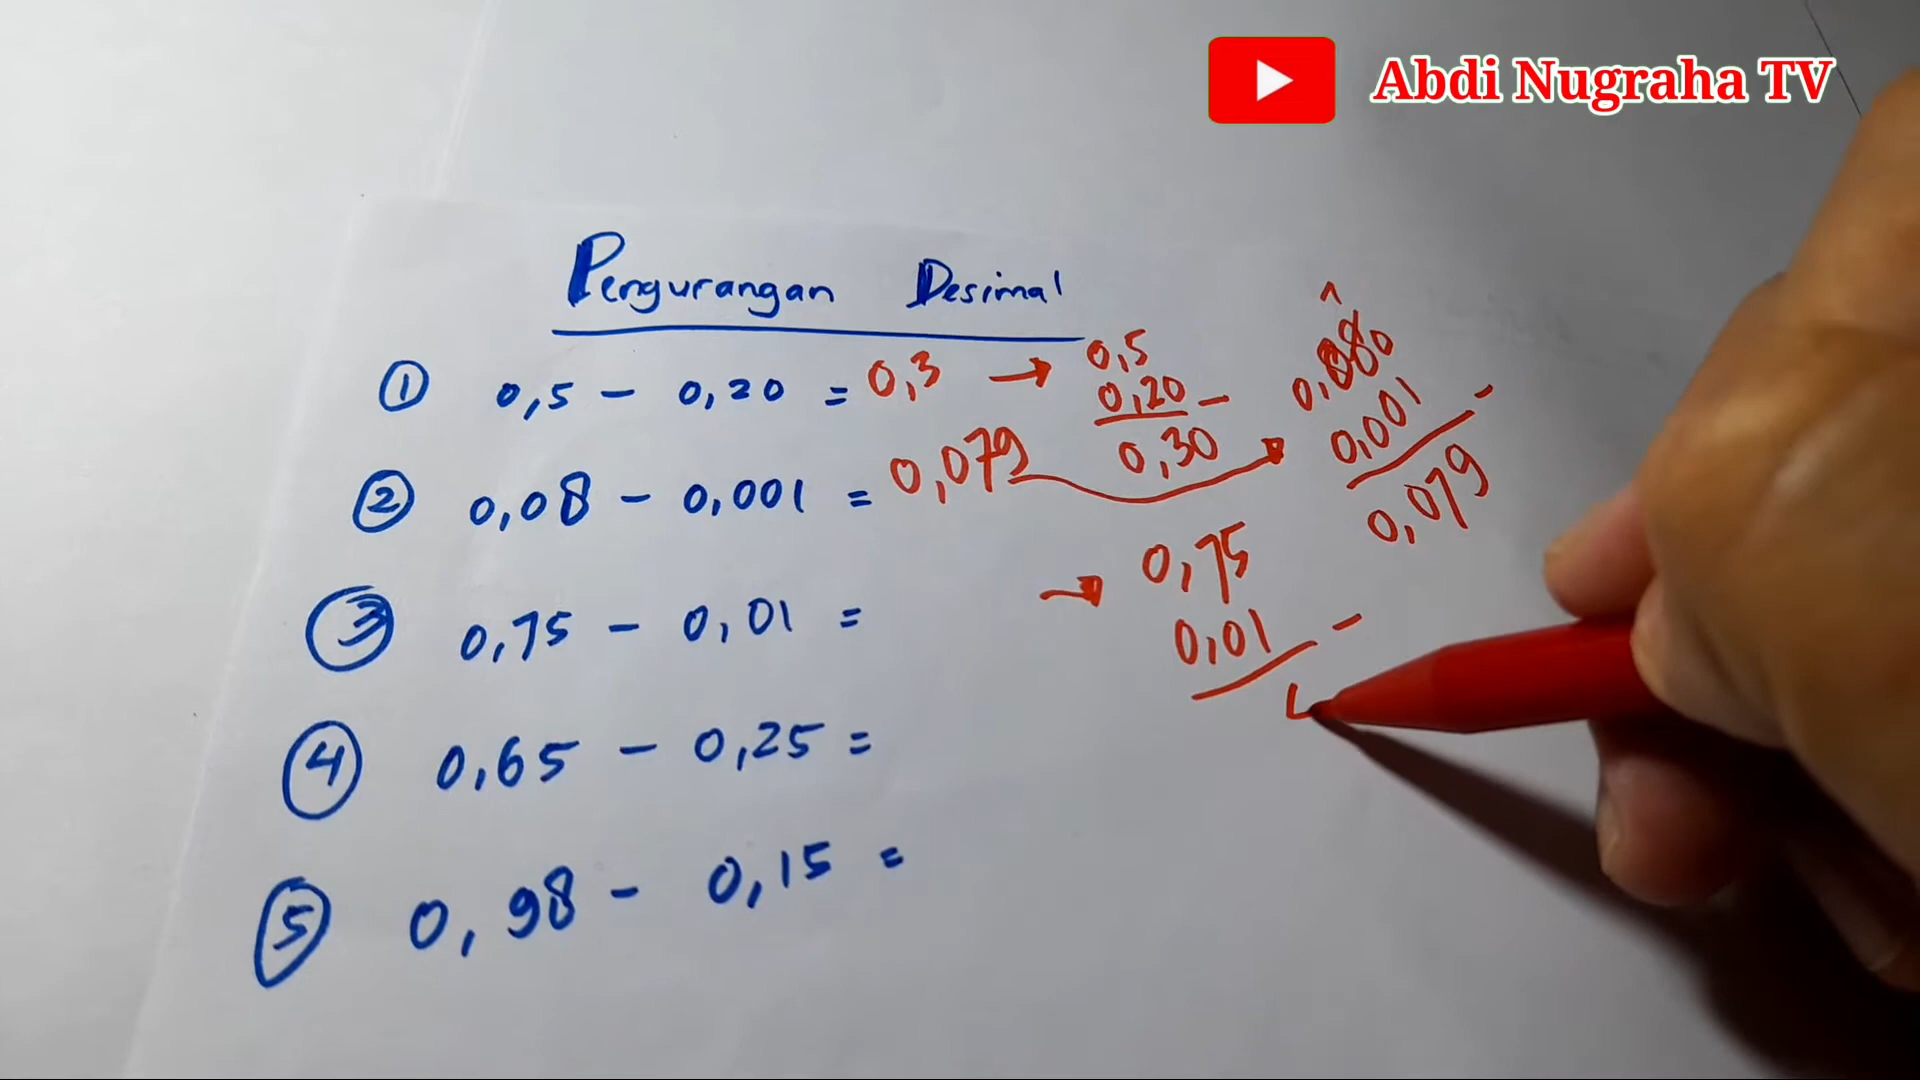 Abdi Nugraha TV
Pengurangan Desimal
① 0,5 - 0,20 = 0,3 → 0,5
0,20 -
0,30
② 0,08 - 0,001 = 0,079 → 0,080
0,001 -
0,079
③ 0,75 - 0,01 = → 0,75
0,01 -
④ 0,65 - 0,25 =
⑤ 0,98 - 0,15 =